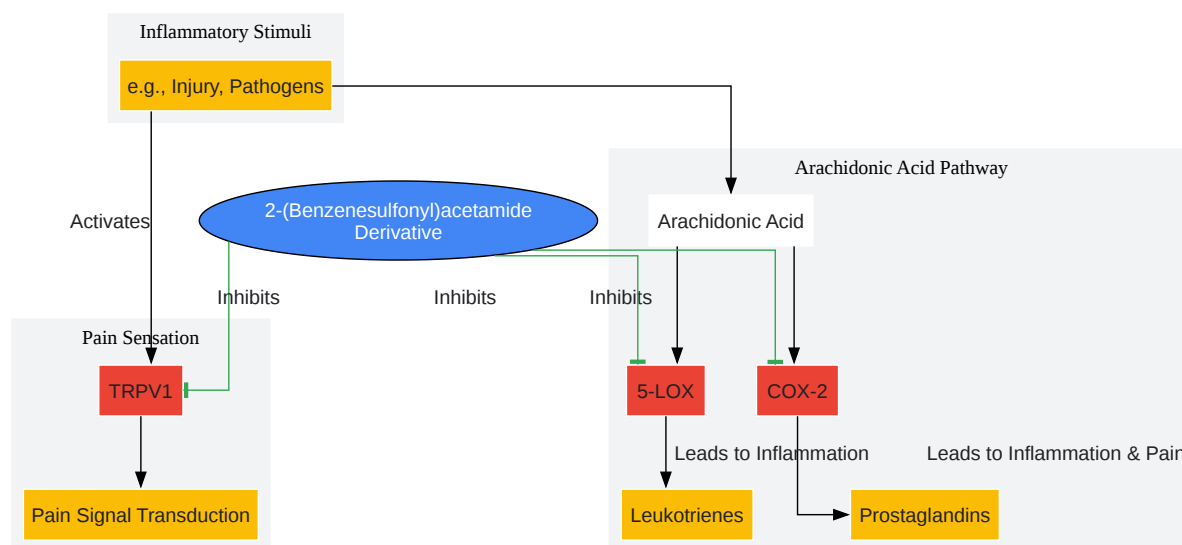 Inflammatory Stimuli
e.g., Injury, Pathogens
Arachidonic Acid Pathway
2-(Benzenesulfonyl)acetamide
Derivative
Activates
Arachidonic Acid
Inhibits
Inhibits
Inhibits
Pain Sensation
TRPV1
5-LOX
COX-2
Leads to Inflammation
Leads to Inflammation & Pain
Pain Signal Transduction
Leukotrienes
Prostaglandins